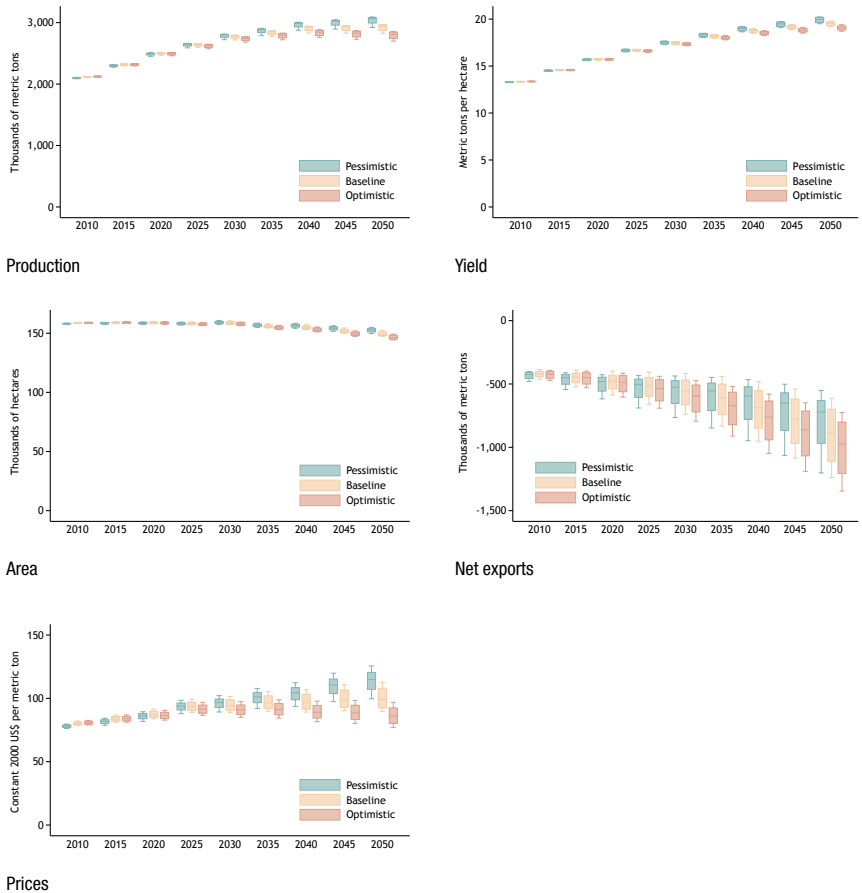 3,000
2,000
1,000
0
Thousands of metric tons
Pessimistic
Baseline
Optimistic
2010 2015 2020 2025 2030 2035 2040 2045 2050
Production
20
15
10
5
0
Metric tons per hectare
Pessimistic
Baseline
Optimistic
2010 2015 2020 2025 2030 2035 2040 2045 2050
Yield
150
100
50
0
Thousands of hectares
Pessimistic
Baseline
Optimistic
2010 2015 2020 2025 2030 2035 2040 2045 2050
Area
0
-500
-1,000
-1,500
Thousands of metric tons
Pessimistic
Baseline
Optimistic
2010 2015 2020 2025 2030 2035 2040 2045 2050
Net exports
150
100
50
0
Constant 2000 US$ per metric ton
Pessimistic
Baseline
Optimistic
2010 2015 2020 2025 2030 2035 2040 2045 2050
Prices